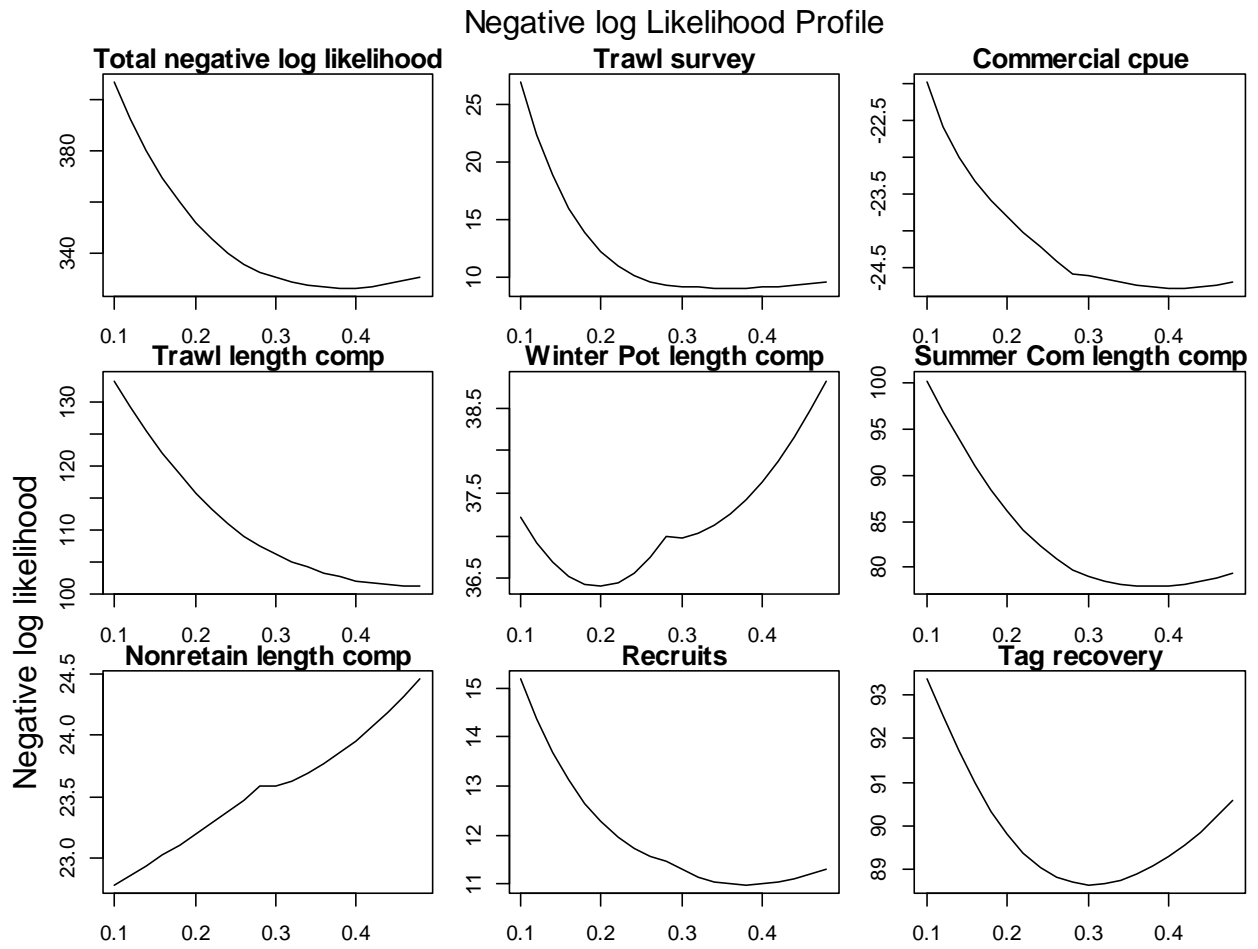 Negative log Likelihood Profile
Total negative log likelihood
Trawl survey
Commercial cpue
340 380
10 15 20 25
-24.5 -23.5 -22.5
0.1 0.2 0.3 0.4
0.1 0.2 0.3 0.4
0.1 0.2 0.3 0.4
Trawl length comp
Winter Pot length comp
Summer Com length comp
100 110 120 130
36.5 37.5 38.5
80 85 90 95 100
0.1 0.2 0.3 0.4
0.1 0.2 0.3 0.4
0.1 0.2 0.3 0.4
Nonretain length comp
Recruits
Tag recovery
23.0 23.5 24.0 24.5
11 12 13 14 15
89 90 91 92 93
0.1 0.2 0.3 0.4
0.1 0.2 0.3 0.4
0.1 0.2 0.3 0.4
Negative log likelihood